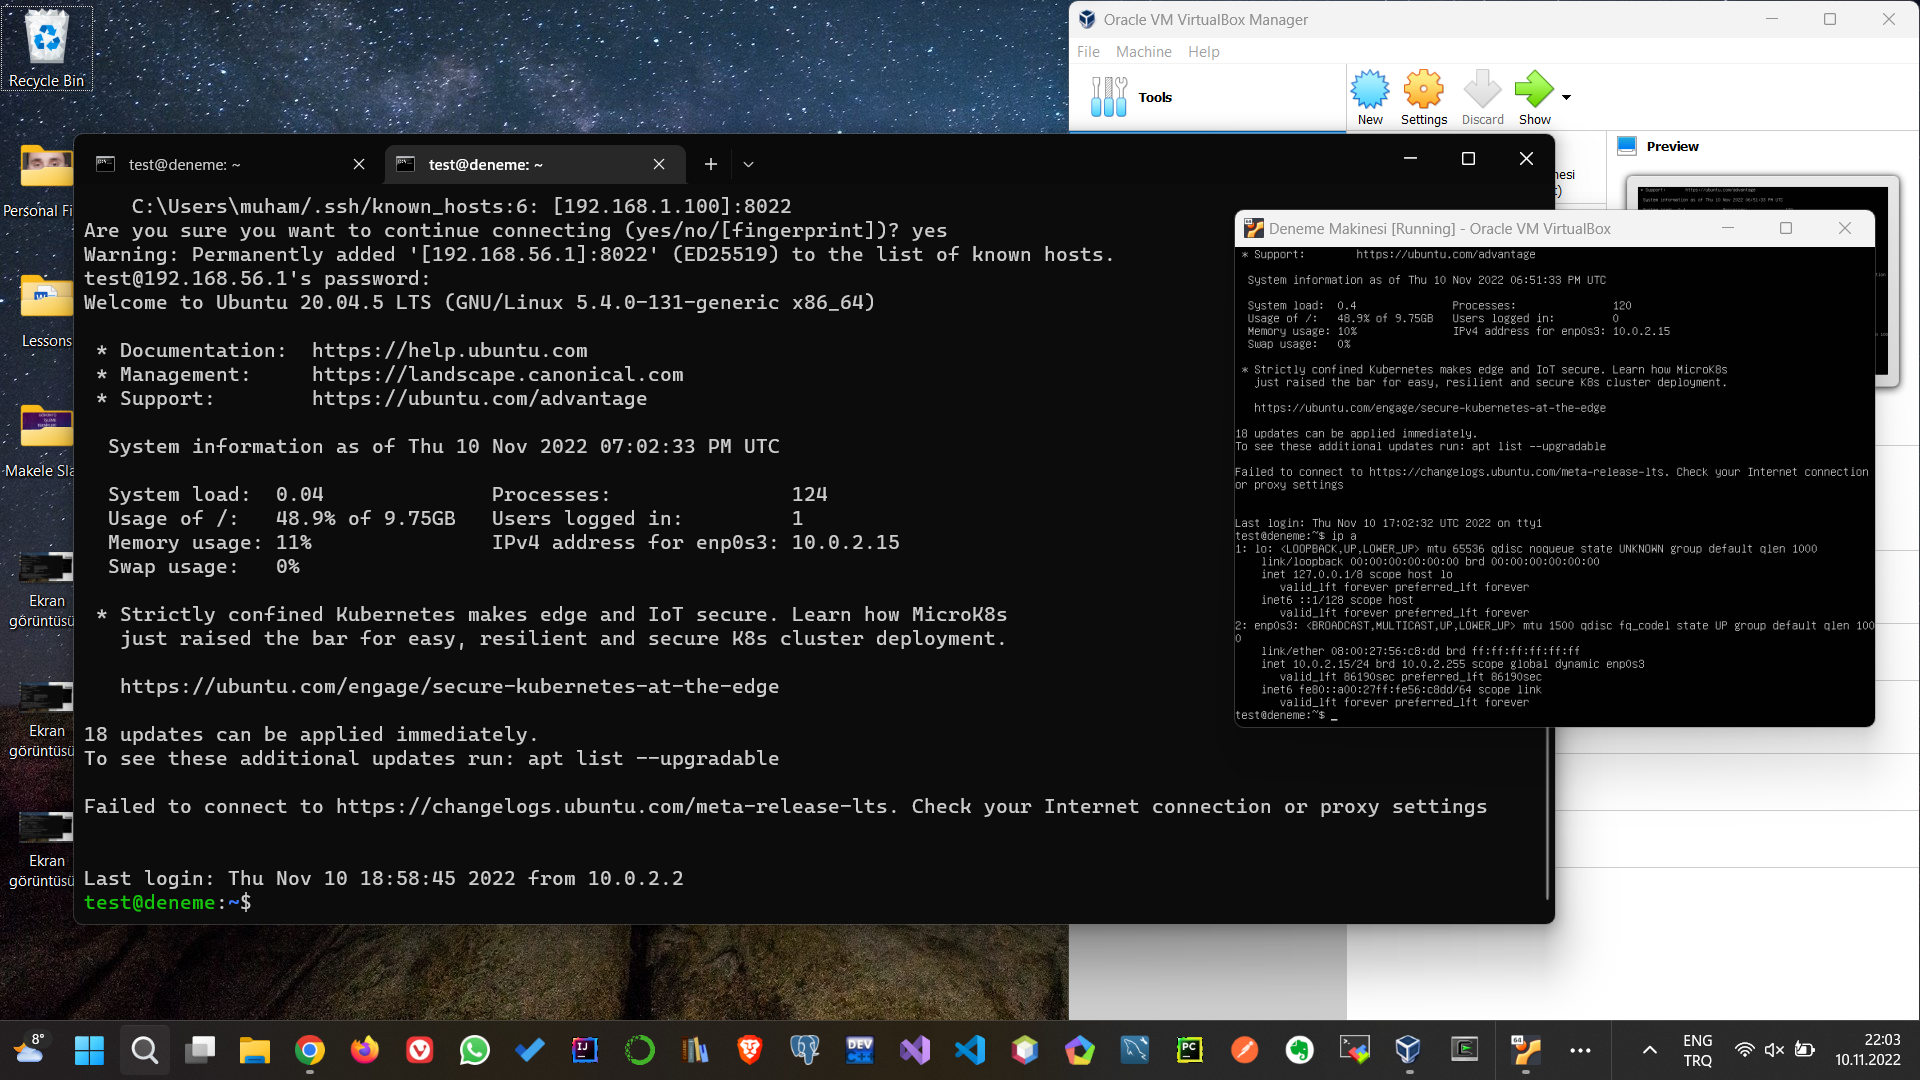 Recycle Bin
Personal Fi
Lessons
Makele Sla
Ekran
görüntüsü
Ekran
görüntüsü
Ekran
görüntüsü
test@deneme: ~
test@deneme: ~
C:\Users\muham/.ssh/known_hosts:6: [192.168.1.100]:8022
Are you sure you want to continue connecting (yes/no/[fingerprint])? yes
Warning: Permanently added '[192.168.56.1]:8022' (ED25519) to the list of known hosts.
test@192.168.56.1's password:
Welcome to Ubuntu 20.04.5 LTS (GNU/Linux 5.4.0-131-generic x86_64)
* Documentation:  https://help.ubuntu.com
* Management:     https://landscape.canonical.com
* Support:        https://ubuntu.com/advantage
System information as of Thu 10 Nov 2022 07:02:33 PM UTC
System load:  0.04              Processes:               124
Usage of /:   48.9% of 9.75GB   Users logged in:         1
Memory usage: 11%               IPv4 address for enp0s3: 10.0.2.15
Swap usage:   0%
* Strictly confined Kubernetes makes edge and IoT secure. Learn how MicroK8s
just raised the bar for easy, resilient and secure K8s cluster deployment.
https://ubuntu.com/engage/secure-kubernetes-at-the-edge
18 updates can be applied immediately.
To see these additional updates run: apt list --upgradable
Failed to connect to https://changelogs.ubuntu.com/meta-release-lts. Check your Internet connection or proxy settings
Last login: Thu Nov 10 18:58:45 2022 from 10.0.2.2
test@deneme:~$
Oracle VM VirtualBox Manager
File Machine Help
Tools
New Settings Discard Show
Preview
nesi
Deneme Makinesi [Running] - Oracle VM VirtualBox
* Support:        https://ubuntu.com/advantage
System information as of Thu 10 Nov 2022 06:51:33 PM UTC
System load:  0.4               Processes:               120
Usage of /:   48.9% of 9.75GB   Users logged in:         0
Memory usage: 10%               IPv4 address for enp0s3: 10.0.2.15
Swap usage:   0%
* Strictly confined Kubernetes makes edge and IoT secure. Learn how MicroK8s
just raised the bar for easy, resilient and secure K8s cluster deployment.
https://ubuntu.com/engage/secure-kubernetes-at-the-edge
18 updates can be applied immediately.
To see these additional updates run: apt list --upgradable
Failed to connect to https://changelogs.ubuntu.com/meta-release-lts. Check your Internet connection
or proxy settings
Last login: Thu Nov 10 17:02:32 UTC 2022 on tty1
test@deneme:~$ ip a
1: lo: <LOOPBACK,UP,LOWER_UP> mtu 65536 qdisc noqueue state UNKNOWN group default qlen 1000
link/loopback 00:00:00:00:00:00 brd 00:00:00:00:00:00
inet 127.0.0.1/8 scope host lo
valid_lft forever preferred_lft forever
inet6 ::1/128 scope host
valid_lft forever preferred_lft forever
2: enp0s3: <BROADCAST,MULTICAST,UP,LOWER_UP> mtu 1500 qdisc fq_codel state UP group default qlen 100
0
link/ether 08:00:27:56:c8:dd brd ff:ff:ff:ff:ff:ff
inet 10.0.2.15/24 brd 10.0.2.255 scope global dynamic enp0s3
valid_lft 86190sec preferred_lft 86190sec
inet6 fe80::a00:27ff:fe56:c8dd/64 scope link
valid_lft forever preferred_lft forever
test@deneme:~$ _
8°
ENG
TRQ
22:03
10.11.2022